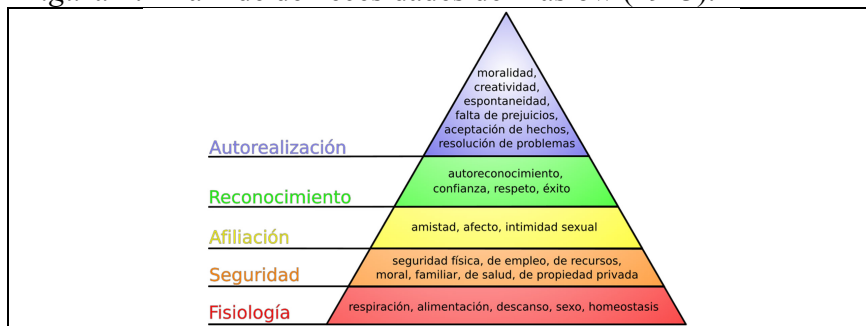 moralidad,
creatividad,
espontaneidad,
falta de prejuicios,
aceptación de hechos,
resolución de problemas
Autorealización
autoreconocimiento,
confianza, respeto, éxito
Reconocimiento
amistad, afecto, intimidad sexual
Afiliación
seguridad física, de empleo, de recursos,
moral, familiar, de salud, de propiedad privada
Seguridad
respiración, alimentación, descanso, sexo, homeostasis
Fisiología